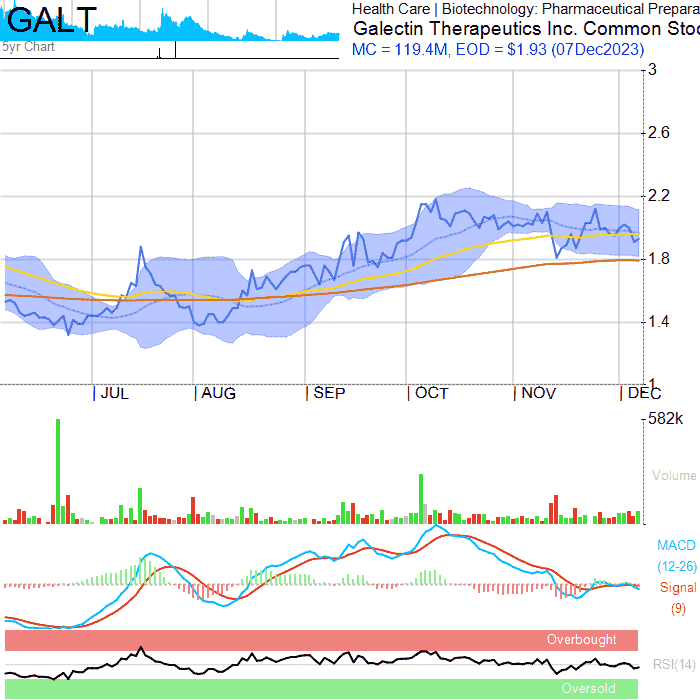 GALT
5yr Chart
Health Care | Biotechnology: Pharmaceutical Prepara
Galectin Therapeutics Inc. Common Stoc
MC = 119.4M, EOD = $1.93 (07Dec2023)
3
2.6
2.2
1.8
1.4
1
JUL AUG SEP OCT NOV DEC
582k
Volume
MACD
(12-26)
Signal
(9)
Overbought
RSI(14)
Oversold